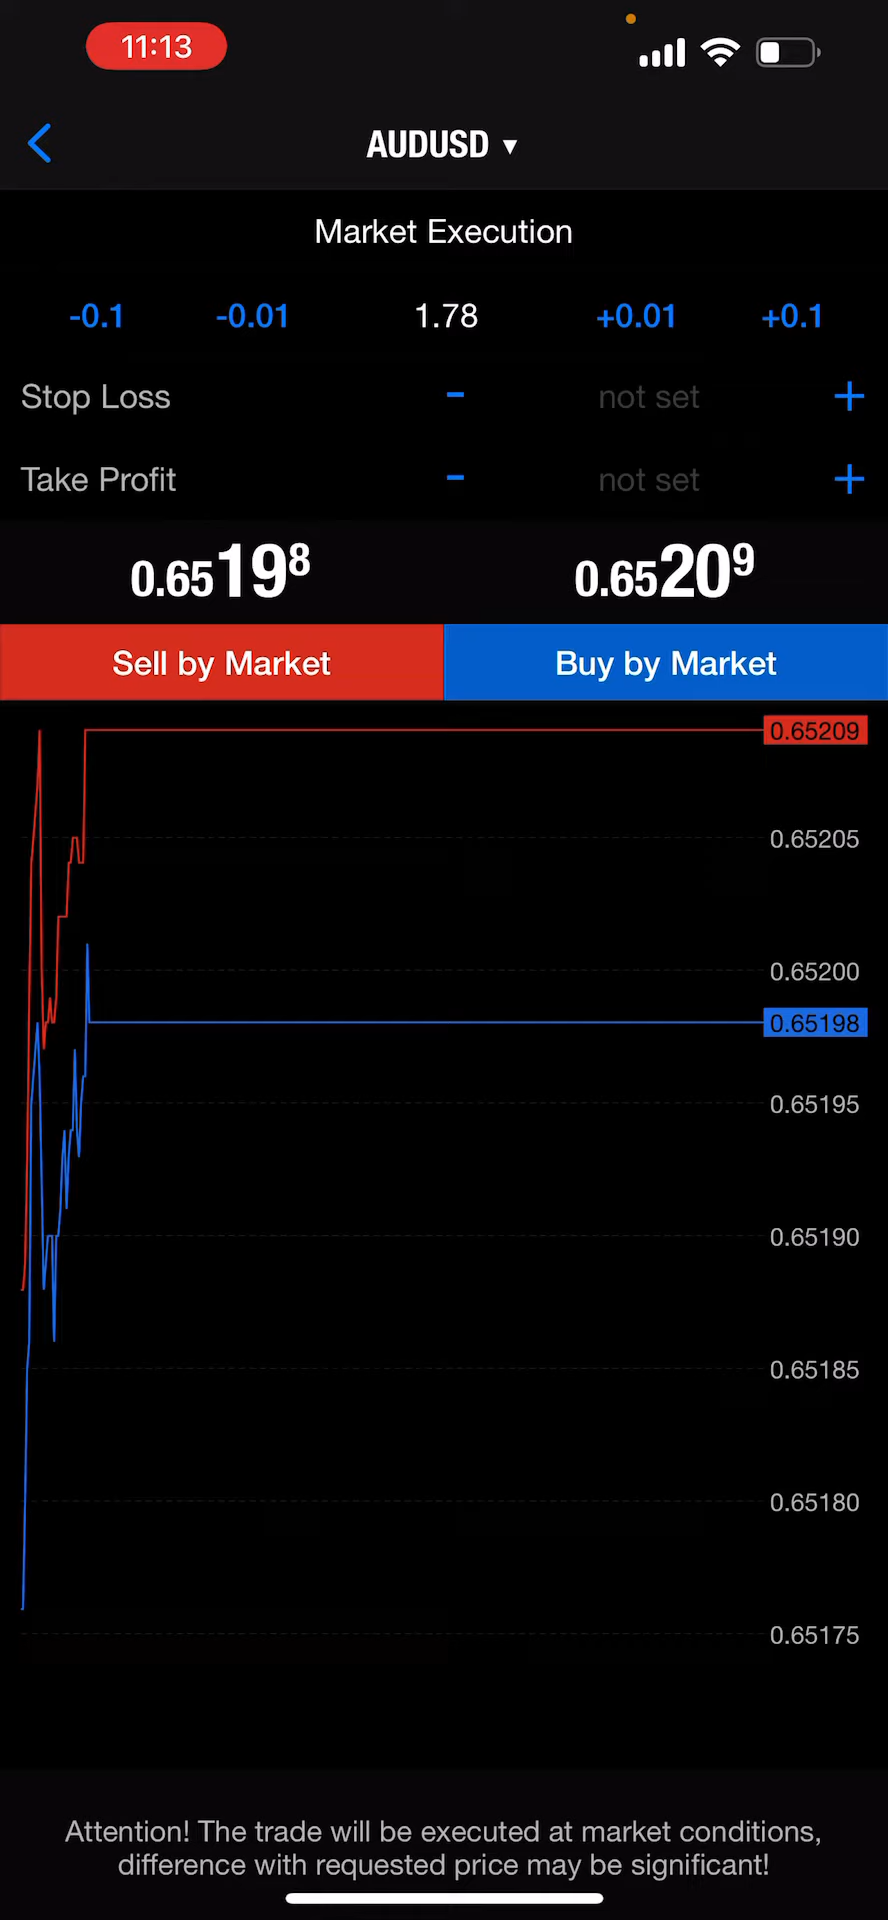 11:13
AUDUSD ▼
Market Execution
-0.1 -0.01 1.78 +0.01 +0.1
Stop Loss - not set +
Take Profit - not set +
0.65198 0.65209
Sell by Market Buy by Market
0.65209
0.65205
0.65200
0.65198
0.65195
0.65190
0.65185
0.65180
0.65175
Attention! The trade will be executed at market conditions,
difference with requested price may be significant!